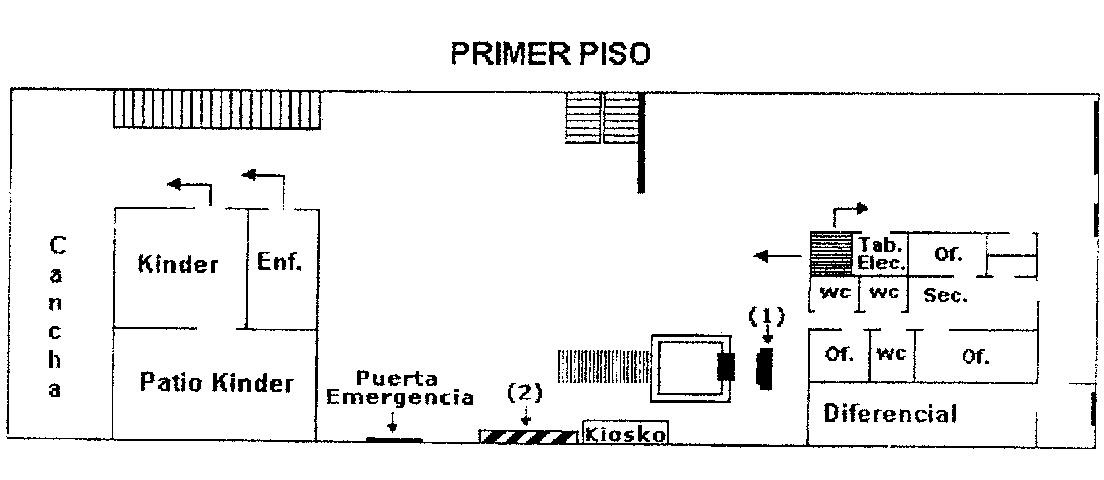 PRIMER PISO
Cancha
Kinder
Enf.
Patio Kinder
Puerta
Emergencia
(2)
Kiosko
(1)
Tab.
Elec.
Of.
wc
wc
Sec.
Of.
wc
Of.
Diferencial